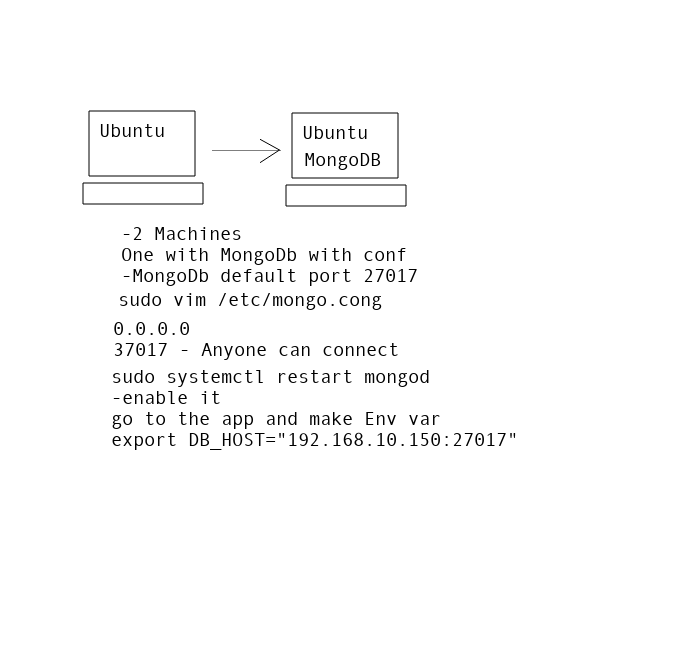 Ubuntu
Ubuntu
MongoDB
-2 Machines
One with MongoDb with conf
-MongoDb default port 27017
sudo vim /etc/mongo.cong
0.0.0.0
37017 - Anyone can connect
sudo systemctl restart mongod
-enable it
go to the app and make Env var
export DB_HOST="192.168.10.150:27017"